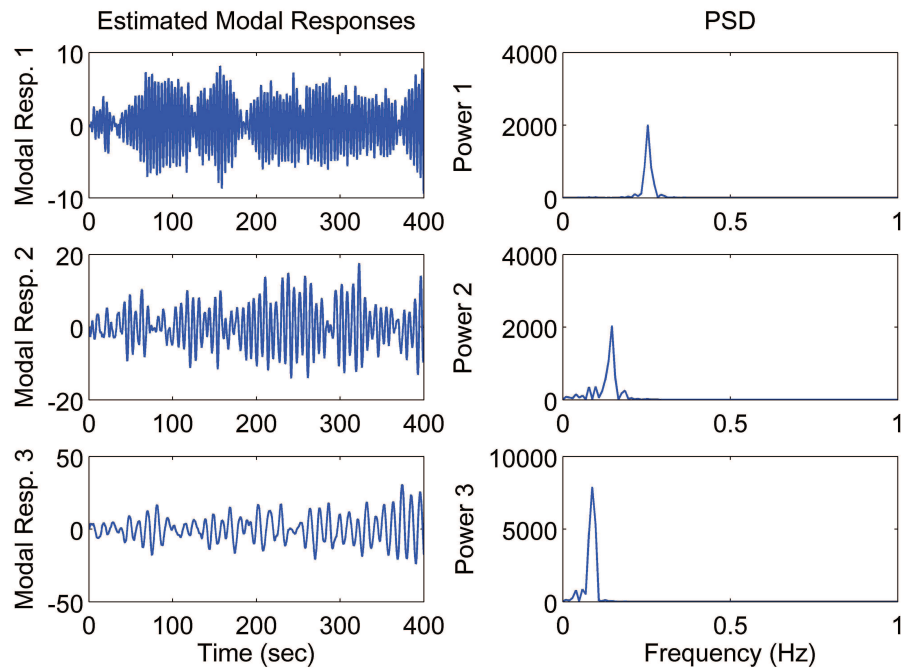 Estimated Modal Responses
PSD
Modal Resp. 1
10
0
-10
0 100 200 300 400
Power 1
4000
2000
0
0 0.5 1
Modal Resp. 2
20
0
-20
0 100 200 300 400
Power 2
4000
2000
0
0 0.5 1
Modal Resp. 3
50
0
-50
0 100 200 300 400
Time (sec)
Power 3
10000
5000
0
0 0.5 1
Frequency (Hz)